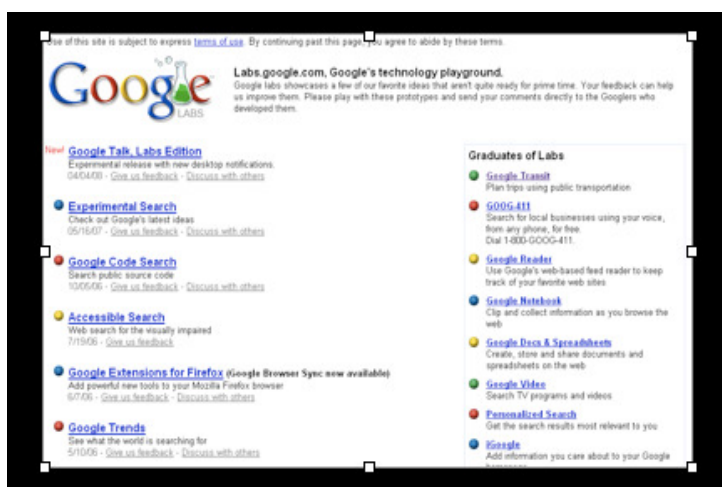 Use of this site is subject to express terms of use. By continuing past this page, you agree to abide by these terms.
Google
LABS
Labs.google.com, Google's technology playground.
Google labs showcases a few of our favorite ideas that aren't quite ready for prime time. Your feedback can help
us improve them. Please play with these prototypes and send your comments directly to the Googlers who
developed them.
New! Google Talk, Labs Edition
Experimental release with new desktop notifications.
04/04/08 - Give us feedback - Discuss with others
Experimental Search
Check out Google's latest ideas
05/16/07 - Give us feedback - Discuss with others
Google Code Search
Search public source code
10/05/06 - Give us feedback - Discuss with others
Accessible Search
Web search for the visually impaired
7/19/06 - Give us feedback
Google Extensions for Firefox (Google Browser Sync now available)
Add powerful new tools to your Mozilla Firefox browser
6/7/06 - Give us feedback - Discuss with others
Google Trends
See what the world is searching for
5/10/06 - Give us feedback - Discuss with others
Graduates of Labs
Google Transit
Plan trips using public transportation
GOOG-411
Search for local businesses using your voice,
from any phone, for free.
Dial 1-800-GOOG-411.
Google Reader
Use Google's web-based feed reader to keep
track of your favorite web sites
Google Notebook
Clip and collect information as you browse the
web
Google Docs & Spreadsheets
Create, store and share documents and
spreadsheets on the web
Google Video
Search TV programs and videos
Personalized Search
Get the search results most relevant to you
iGoogle
Add information you care about to your Google